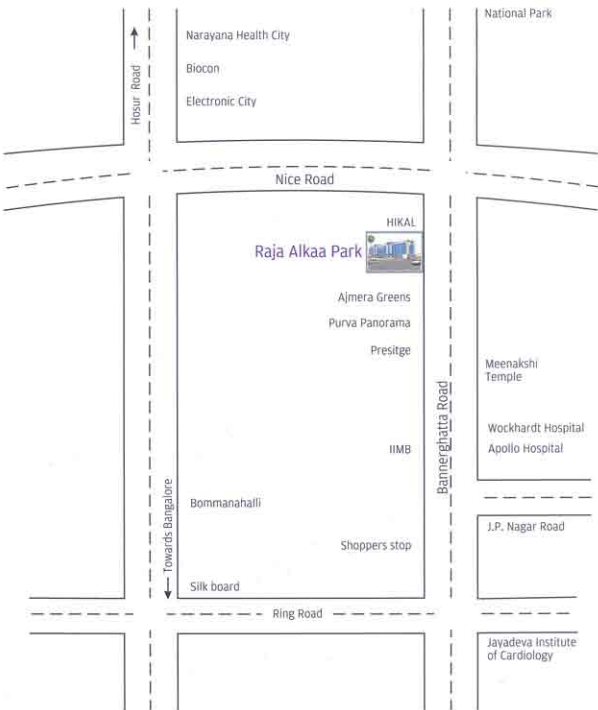 National Park
Narayana Health City
Biocon
Electronic City
Hosur Road
Nice Road
HIKAL
Raja Alkaa Park
Ajmera Greens
Purva Panorama
Presitge
Meenakshi
Temple
Bannerghatta Road
Wockhardt Hospital
IIMB
Apollo Hospital
Towards Bangalore
Bommanahalli
J.P. Nagar Road
Shoppers stop
Silk board
Ring Road
Jayadeva Institute
of Cardiology